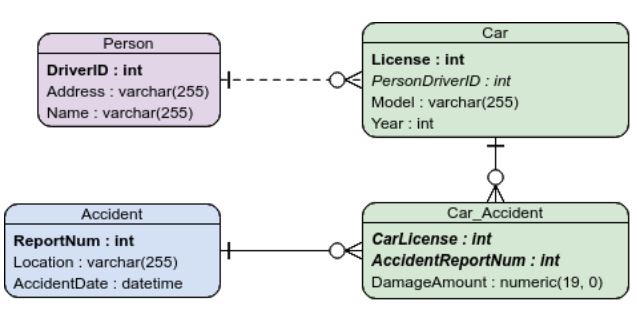 Person
DriverID : int
Address : varchar(255)
Name : varchar(255)
Car
License : int
PersonDriverID : int
Model : varchar(255)
Year : int
Accident
ReportNum : int
Location : varchar(255)
AccidentDate : datetime
Car_Accident
CarLicense : int
AccidentReportNum : int
DamageAmount : numeric(19, 0)